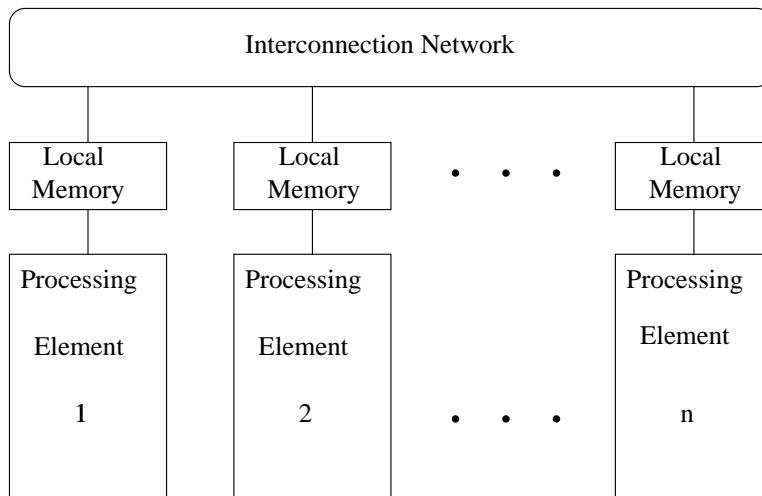 Interconnection Network
Local
Memory
Local
Memory
Local
Memory
Processing
Element
1
Processing
Element
2
Processing
Element
n